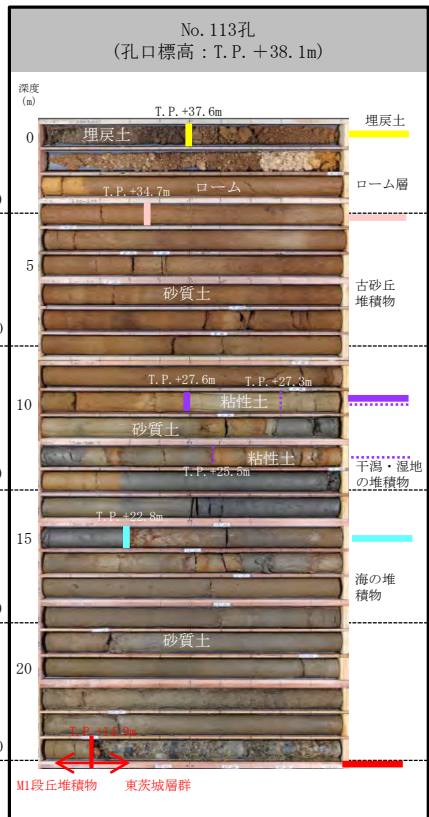 No.113孔
(孔口標高：T.P.+38.1m)
深度
(m)
T.P.+37.6m
埋戻土
0
埋戻土
ローム
ローム層
T.P.+34.7m
5
古砂丘
堆積物
砂質土
T.P.+27.6m
T.P.+27.3m
10
粘性土
砂質土
粘性土
干潟・湿地
の堆積物
T.P.+25.5m
T.P.+22.8m
15
海の堆
積物
砂質土
20
M1段丘堆積物
東茨城層群